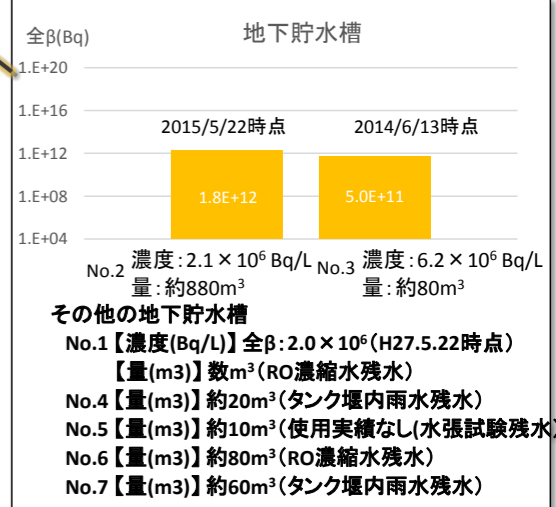 全β(Bq)
地下貯水槽
1.E+20
1.E+16
2015/5/22時点 2014/6/13時点
1.E+12
1.E+08
1.8E+12 5.0E+11
1.E+04
No.2 濃度:2.1×10⁶ Bq/L
量:約880m³
No.3 濃度:6.2×10⁶ Bq/L
量:約80m³
その他の地下貯水槽
No.1【濃度(Bq/L)】全β:2.0×10⁶(H27.5.22時点)
【量(m3)】数m³(RO濃縮水残水)
No.4【量(m3)】約20m³(タンク堰内雨水残水)
No.5【量(m3)】約10m³(使用実績なし(水張試験残水)
No.6【量(m3)】約80m³(RO濃縮水残水)
No.7【量(m3)】約60m³(タンク堰内雨水残水)